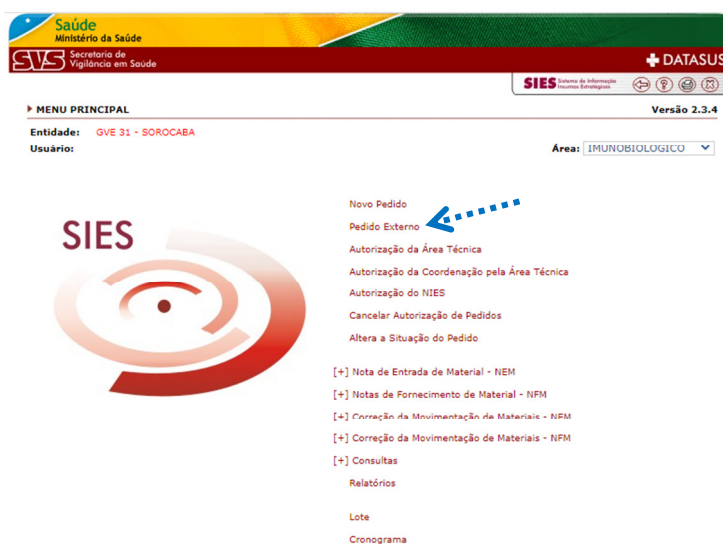 Saúde
Ministério da Saúde
SVS Secretaria de Vigilância em Saúde
DATASUS
SIES Sistema de Informação Insumos Estratégicos
MENU PRINCIPAL Versão 2.3.4
Entidade: GVE 31 - SOROCABA
Usuário: Área: IMUNOBIOLOGICO
SIES
Novo Pedido
Pedido Externo
Autorização da Área Técnica
Autorização da Coordenação pela Área Técnica
Autorização do NIES
Cancelar Autorização de Pedidos
Altera a Situação do Pedido
[+] Nota de Entrada de Material - NEM
[+] Notas de Fornecimento de Material - NFM
[+] Correção da Movimentação de Materiais - NEM
[+] Correção da Movimentação de Materiais - NFM
[+] Consultas
Relatórios
Lote
Cronograma